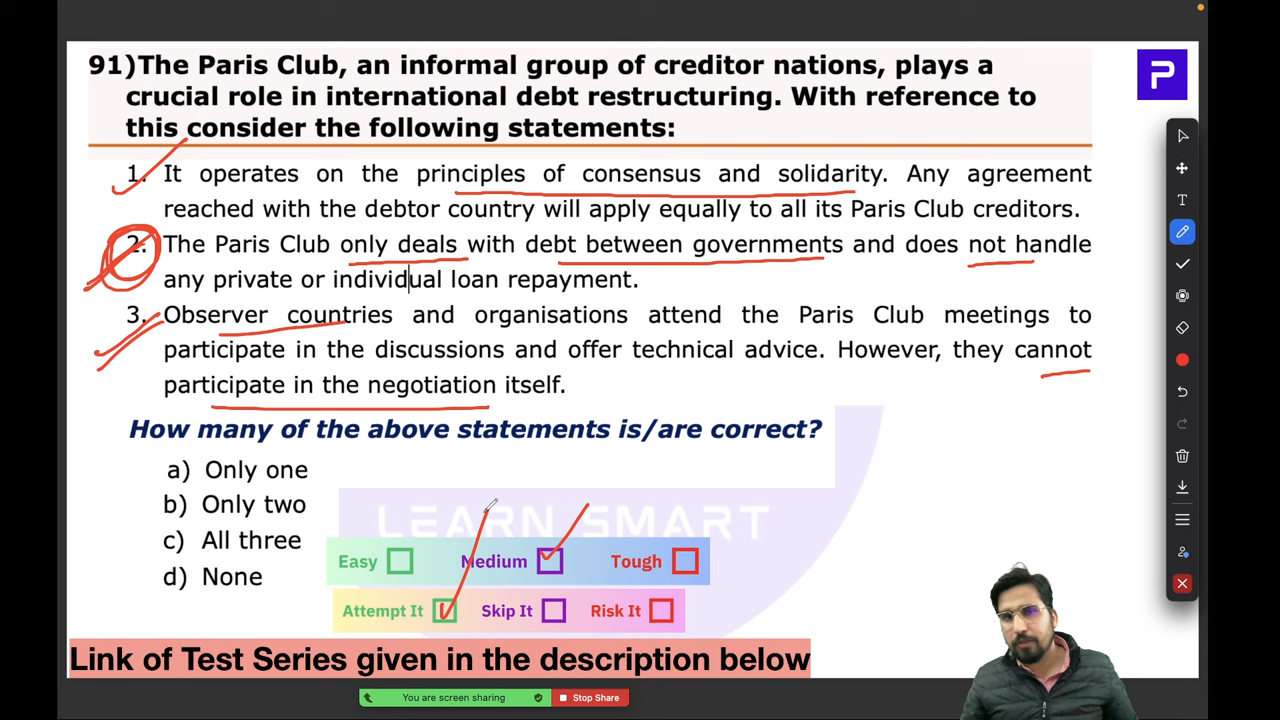 91)The Paris Club, an informal group of creditor nations, plays a
crucial role in international debt restructuring. With reference to
this consider the following statements:
1. It operates on the principles of consensus and solidarity. Any agreement
reached with the debtor country will apply equally to all its Paris Club creditors.
2. The Paris Club only deals with debt between governments and does not handle
any private or individual loan repayment.
3. Observer countries and organisations attend the Paris Club meetings to
participate in the discussions and offer technical advice. However, they cannot
participate in the negotiation itself.
How many of the above statements is/are correct?
a) Only one
b) Only two
c) All three
d) None
LEARN SMART
Easy Medium Tough
Attempt It Skip It Risk It
Link of Test Series given in the description below
You are screen sharing Stop Share
P
T